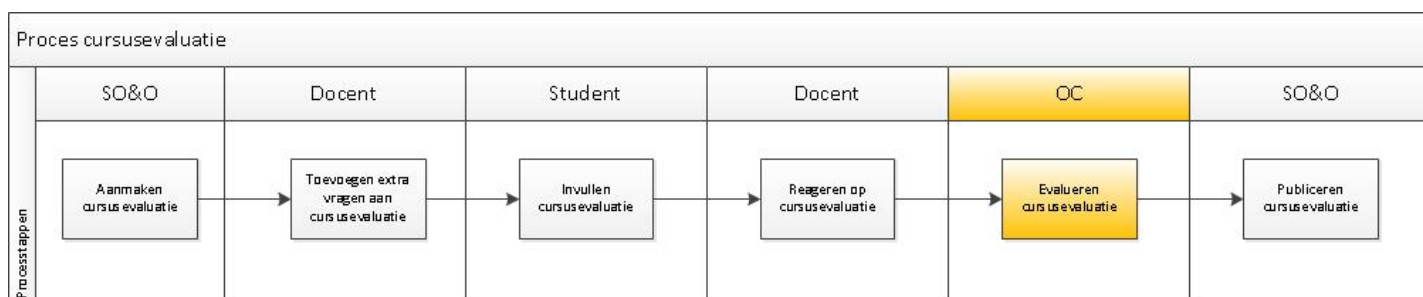 Proces cursusevaluatie
SO&O
Docent
Student
Docent
OC
SO&O
Processtappen
Aanmaken
cursusevaluatie
Toevoegen extra
vragen aan
cursusevaluatie
Invullen
cursusevaluatie
Reageren op
cursusevaluatie
Evalueren
cursusevaluatie
Publiceren
cursusevaluatie